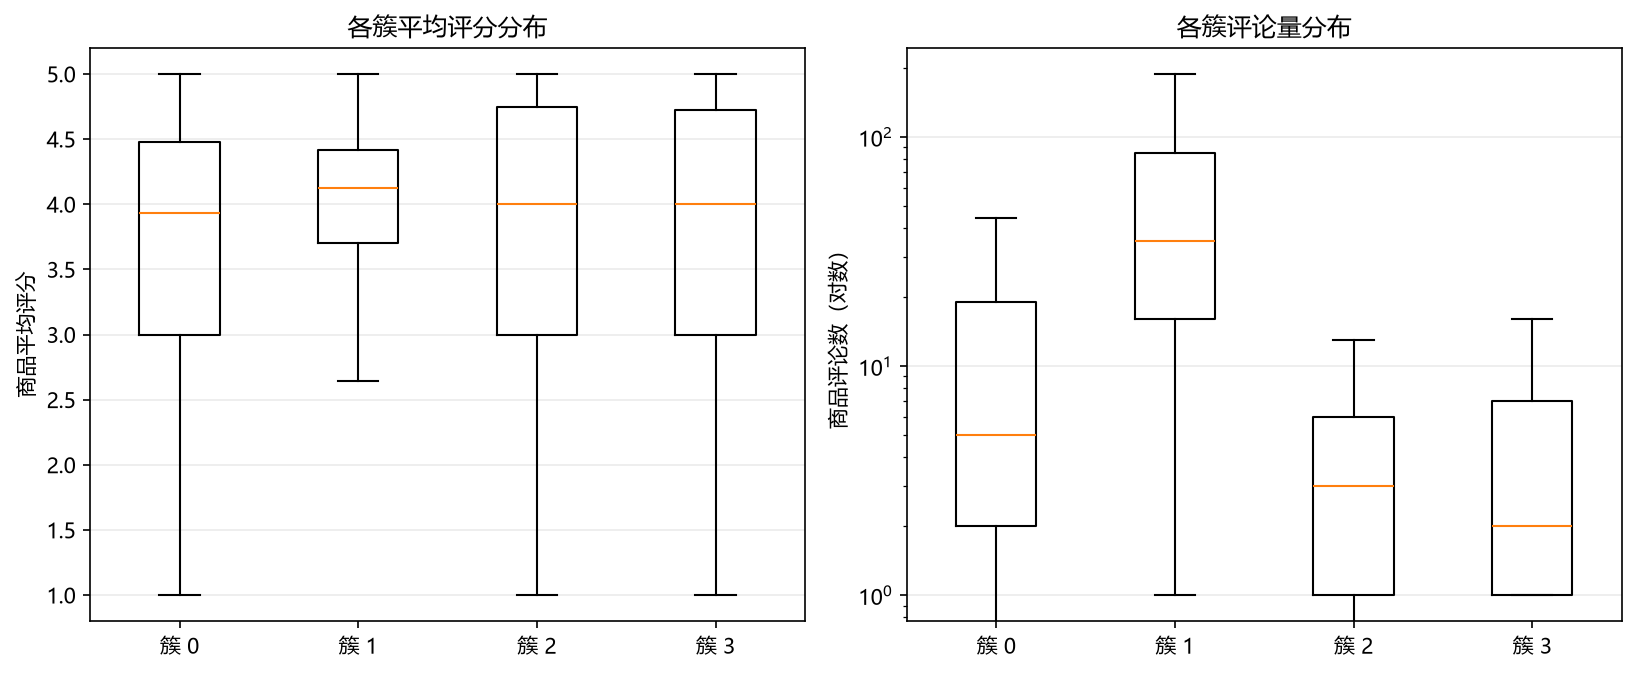 各簇平均评分分布
商品平均评分
5.0
4.5
4.0
3.5
3.0
2.5
2.0
1.5
1.0
簇 0
簇 1
簇 2
簇 3
各簇评论量分布
商品评论数（对数）
10²
10¹
10⁰
簇 0
簇 1
簇 2
簇 3